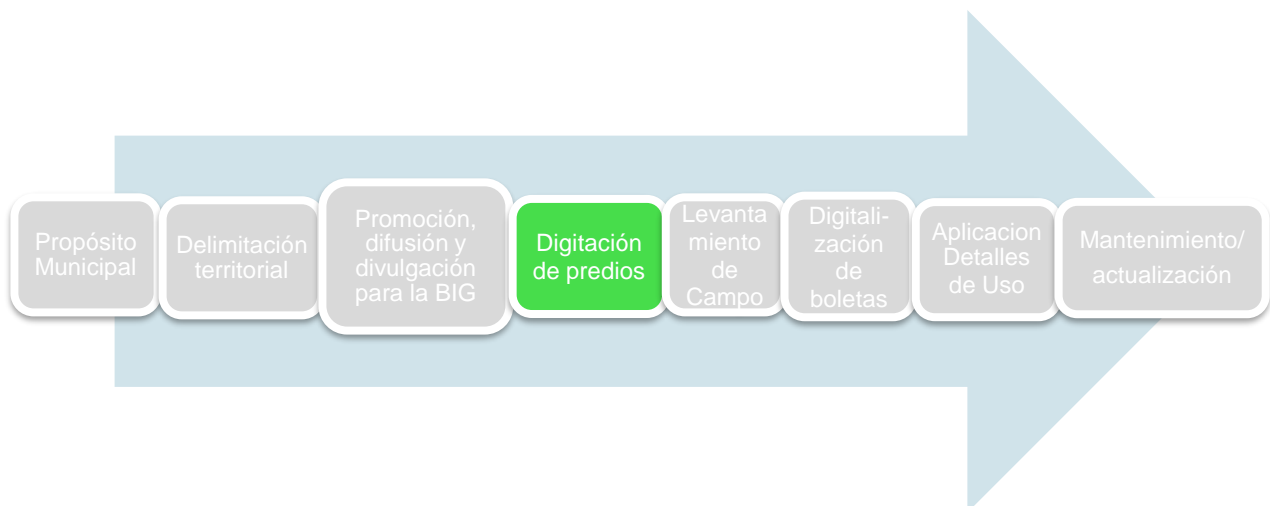 Propósito
Municipal
Delimitación
territorial
Promoción,
difusión y
divulgación
para la BIG
Digitación
de predios
Levanta
miento
de
Campo
Digitali-
zación
de
boletas
Aplicacion
Detalles
de Uso
Mantenimiento/
actualización